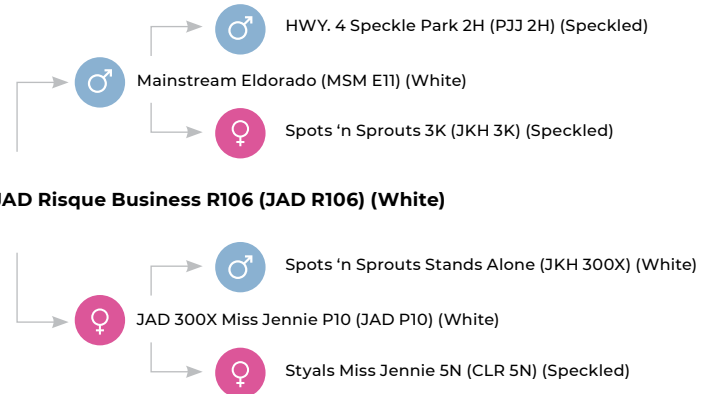 HWY. 4 Speckle Park 2H (PJJ 2H) (Speckled)
Mainstream Eldorado (MSM E11) (White)
Spots ‘n Sprouts 3K (JKH 3K) (Speckled)
JAD Risque Business R106 (JAD R106) (White)
Spots ‘n Sprouts Stands Alone (JKH 300X) (White)
JAD 300X Miss Jennie P10 (JAD P10) (White)
Styals Miss Jennie 5N (CLR 5N) (Speckled)